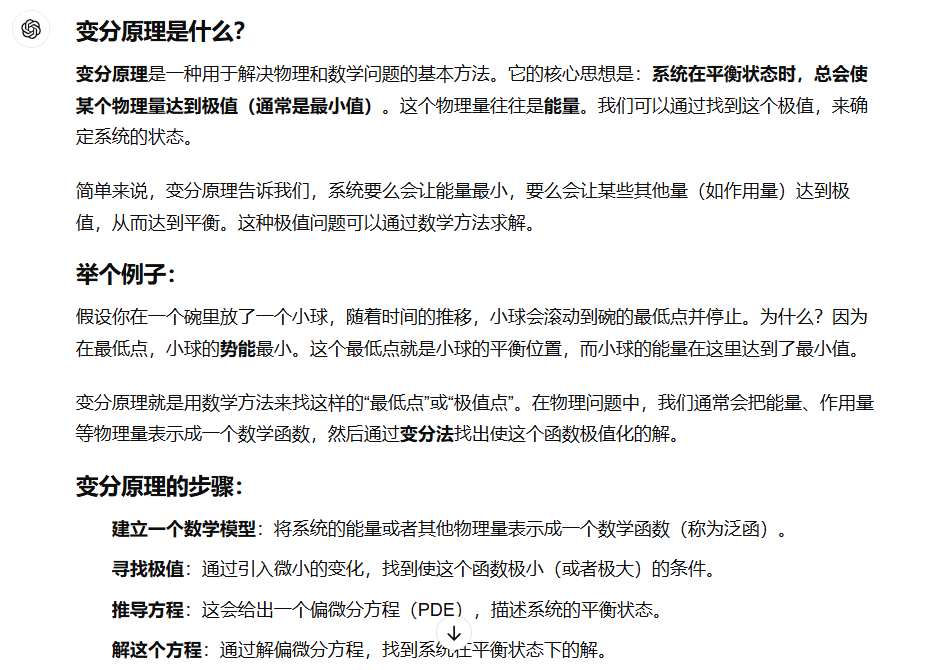 变分原理是什么?
变分原理是一种用于解决物理和数学问题的基本方法。它的核心思想是：系统在平衡状态时，总会使
某个物理量达到极值（通常是最小值）。这个物理量往往是能量。我们可以通过找到这个极值，来确
定系统的状态。
简单来说，变分原理告诉我们，系统要么会让能量最小，要么会让某些其他量（如作用量）达到极
值，从而达到平衡。这种极值问题可以通过数学方法求解。
举个例子：
假设你在一个碗里放了一个小球，随着时间的推移，小球会滚动到碗的最低点并停止。为什么？因为
在最低点，小球的势能最小。这个最低点就是小球的平衡位置，而小球的能量在这里达到了最小值。
变分原理就是用数学方法来找这样的“最低点”或“极值点”。在物理问题中，我们通常会把能量、作用量
等物理量表示成一个数学函数，然后通过变分法找出使这个函数极值化的解。
变分原理的步骤：
建立一个数学模型：将系统的能量或者其他物理量表示成一个数学函数（称为泛函）。
寻找极值：通过引入微小的变化，找到使这个函数极小（或者极大）的条件。
推导方程：这会给出一个偏微分方程（PDE），描述系统的平衡状态。
解这个方程：通过解偏微分方程，找到系统在平衡状态下的解。